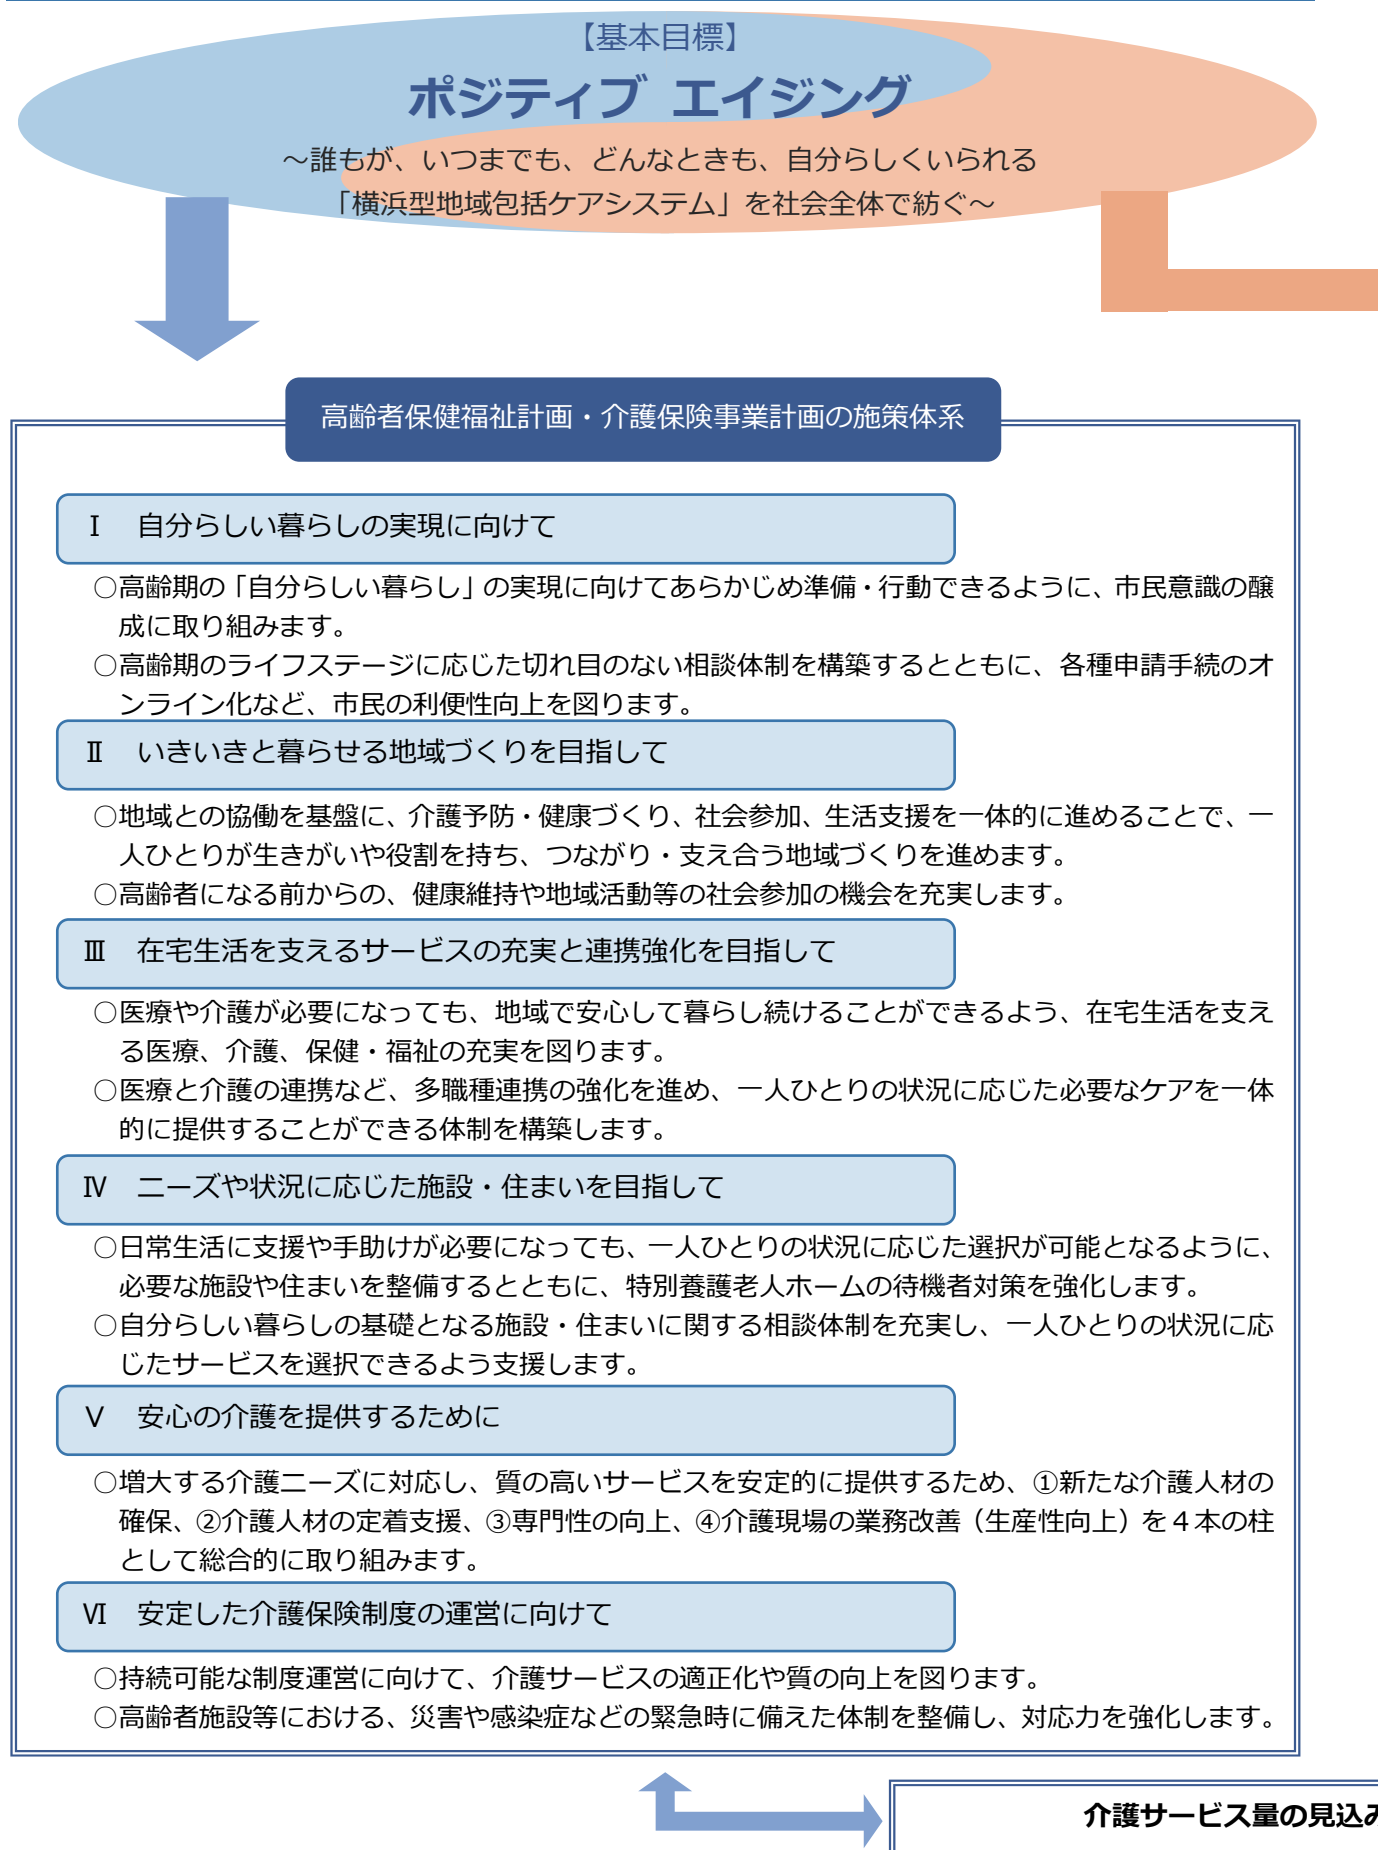 【基本目標】
ポジティブ エイジング
～誰もが、いつまでも、どんなときも、自分らしくいられる
「横浜型地域包括ケアシステム」を社会全体で紡ぐ～
高齢者保健福祉計画・介護保険事業計画の施策体系
Ⅰ　自分らしい暮らしの実現に向けて
○高齢期の「自分らしい暮らし」の実現に向けてあらかじめ準備・行動できるように、市民意識の醸
成に取り組みます。
○高齢期のライフステージに応じた切れ目のない相談体制を構築するとともに、各種申請手続のオ
ンライン化など、市民の利便性向上を図ります。
Ⅱ　いきいきと暮らせる地域づくりを目指して
○地域との協働を基盤に、介護予防・健康づくり、社会参加、生活支援を一体的に進めることで、一
人ひとりが生きがいや役割を持ち、つながり・支え合う地域づくりを進めます。
○高齢者になる前からの、健康維持や地域活動等の社会参加の機会を充実します。
Ⅲ　在宅生活を支えるサービスの充実と連携強化を目指して
○医療や介護が必要になっても、地域で安心して暮らし続けることができるよう、在宅生活を支え
る医療、介護、保健・福祉の充実を図ります。
○医療と介護の連携など、多職種連携の強化を進め、一人ひとりの状況に応じた必要なケアを一体
的に提供することができる体制を構築します。
Ⅳ　ニーズや状況に応じた施設・住まいを目指して
○日常生活に支援や手助けが必要になっても、一人ひとりの状況に応じた選択が可能となるように、
必要な施設や住まいを整備するとともに、特別養護老人ホームの待機者対策を強化します。
○自分らしい暮らしの基礎となる施設・住まいに関する相談体制を充実し、一人ひとりの状況に応
じたサービスを選択できるよう支援します。
Ⅴ　安心の介護を提供するために
○増大する介護ニーズに対応し、質の高いサービスを安定的に提供するため、①新たな介護人材の
確保、②介護人材の定着支援、③専門性の向上、④介護現場の業務改善（生産性向上）を４本の柱
として総合的に取り組みます。
Ⅵ　安定した介護保険制度の運営に向けて
○持続可能な制度運営に向けて、介護サービスの適正化や質の向上を図ります。
○高齢者施設等における、災害や感染症などの緊急時に備えた体制を整備し、対応力を強化します。
介護サービス量の見込み